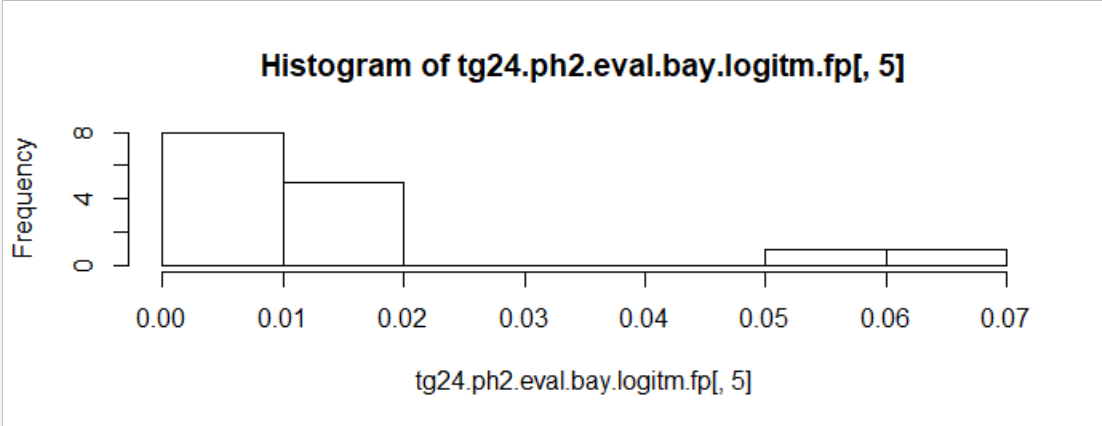 Histogram of tg24.ph2.eval.bay.logitm.fp[, 5]
Frequency
8
4
0
0.00 0.01 0.02 0.03 0.04 0.05 0.06 0.07
tg24.ph2.eval.bay.logitm.fp[, 5]